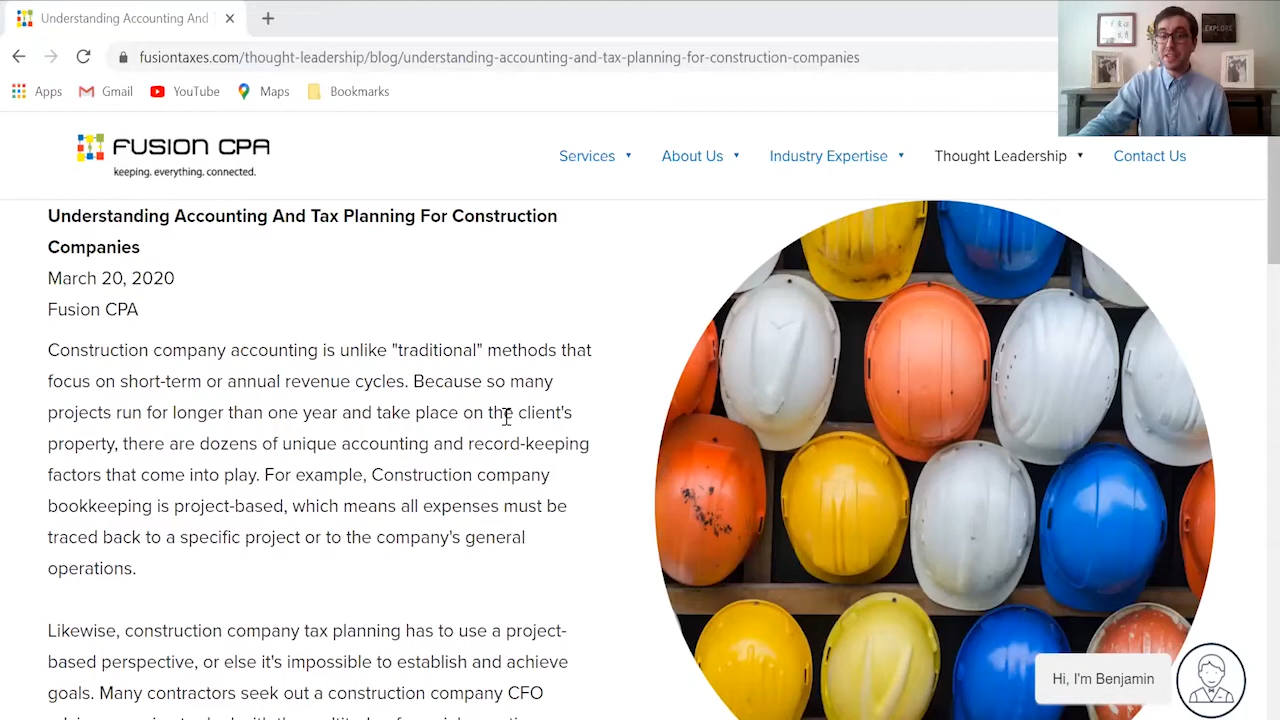 Understanding Accounting And T
fusiontaxes.com/thought-leadership/blog/understanding-accounting-and-tax-planning-for-construction-companies
Apps Gmail YouTube Maps Bookmarks
EXPLORE
FUSION CPA
keeping. everything. connected.
Services About Us Industry Expertise Thought Leadership Contact Us
Understanding Accounting And Tax Planning For Construction
Companies
March 20, 2020
Fusion CPA
Construction company accounting is unlike "traditional" methods that
focus on short-term or annual revenue cycles. Because so many
projects run for longer than one year and take place on the client's
property, there are dozens of unique accounting and record-keeping
factors that come into play. For example, Construction company
bookkeeping is project-based, which means all expenses must be
traced back to a specific project or to the company's general
operations.
Likewise, construction company tax planning has to use a project-
based perspective, or else it's impossible to establish and achieve
goals. Many contractors seek out a construction company CFO
Hi, I'm Benjamin